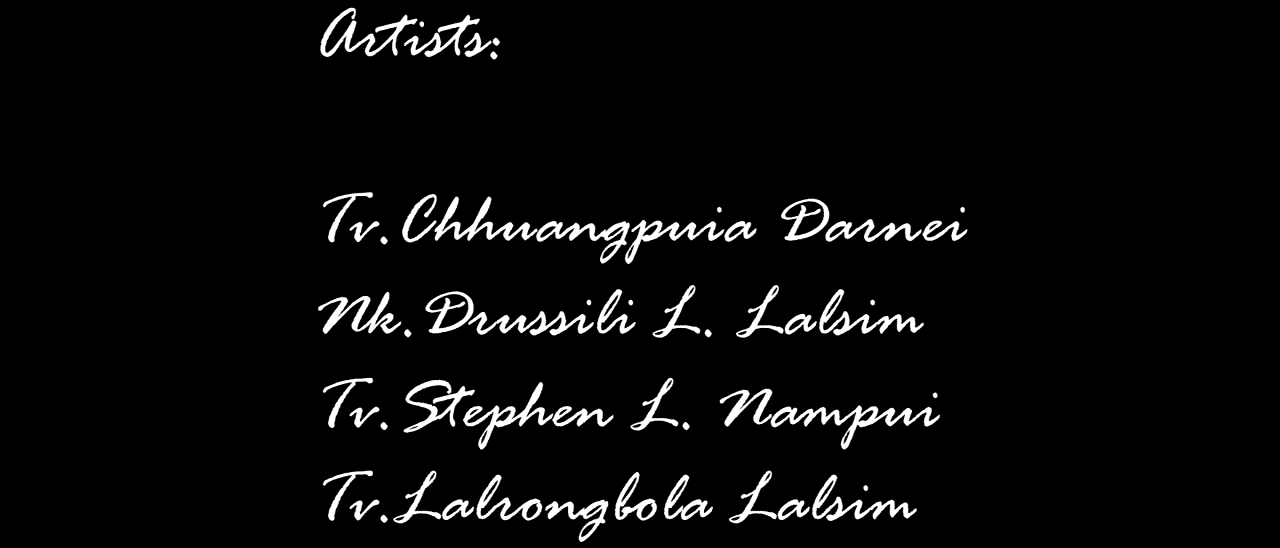 Artists:
Tv. Chhuangpuia Darnei
Nk. Drussili L. Lalsim
Tv. Stephen L. Nampui
Tv. Lalrongbola Lalsim